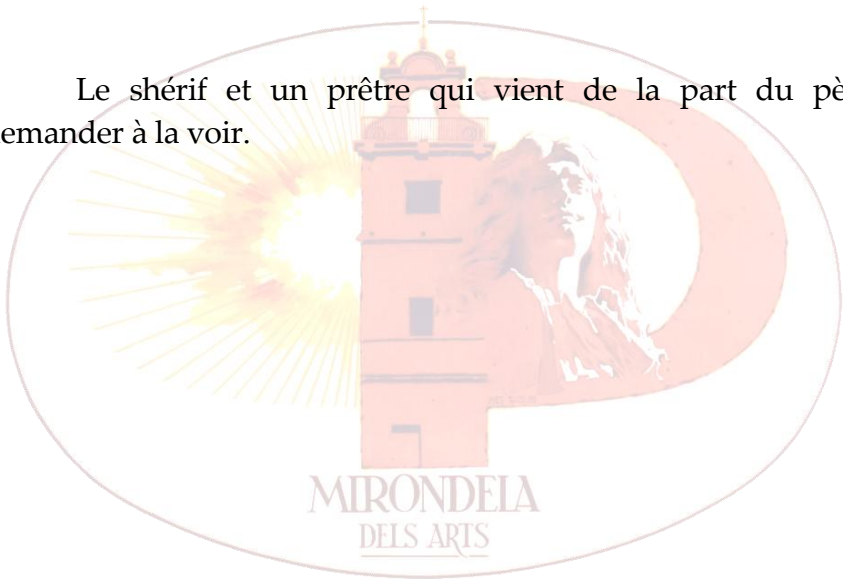 Le shérif et un prêtre qui vient de la part du pè
emander à la voir.
MIRONDELA
DELS ARTS